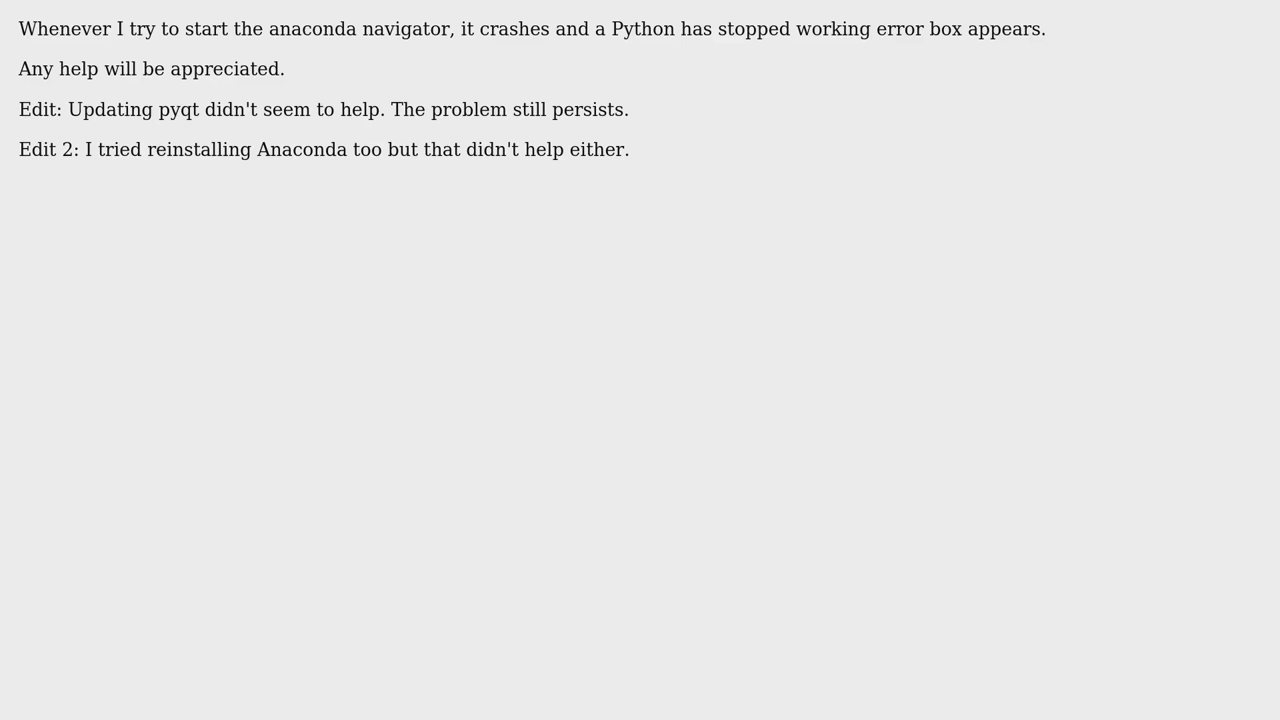 Whenever I try to start the anaconda navigator, it crashes and a Python has stopped working error box appears.
Any help will be appreciated.
Edit: Updating pyqt didn't seem to help. The problem still persists.
Edit 2: I tried reinstalling Anaconda too but that didn't help either.